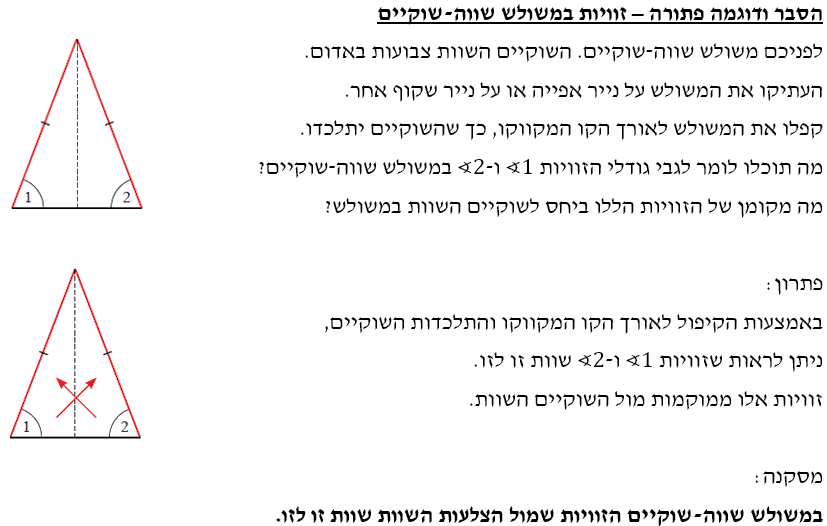 הסבר ודוגמה פתורה – זוויות במשולש שווה-שוקיים
לפניכם משולש שווה-שוקיים. השוקיים השוות צבועות באדום.
העתיקו את המשולש על נייר אפייה או על נייר שקוף אחר.
קפלו את המשולש לאורך הקו המקווקו, כך שהשוקיים יתלכדו.
מה תוכלו לומר לגבי גודלי הזוויות 1∢ ו-2∢ במשולש שווה-שוקיים?
מה מקומן של הזוויות הללו ביחס לשוקיים השוות במשולש?
1 2
פתרון:
באמצעות הקיפול לאורך הקו המקווקו והתלכדות השוקיים,
ניתן לראות שזוויות 1∢ ו-2∢ שוות זו לזו.
זוויות אלו ממוקמות מול השוקיים השוות.
1 2
מסקנה:
במשולש שווה-שוקיים הזוויות שמול הצלעות השוות שוות זו לזו.